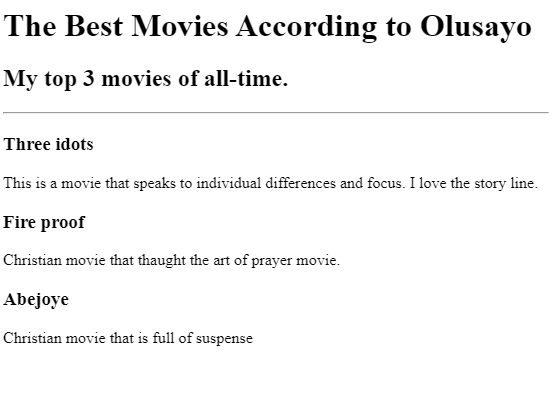 The Best Movies According to Olusayo
My top 3 movies of all-time.
Three idots
This is a movie that speaks to individual differences and focus. I love the story line.
Fire proof
Christian movie that thaught the art of prayer movie.
Abejoye
Christian movie that is full of suspense